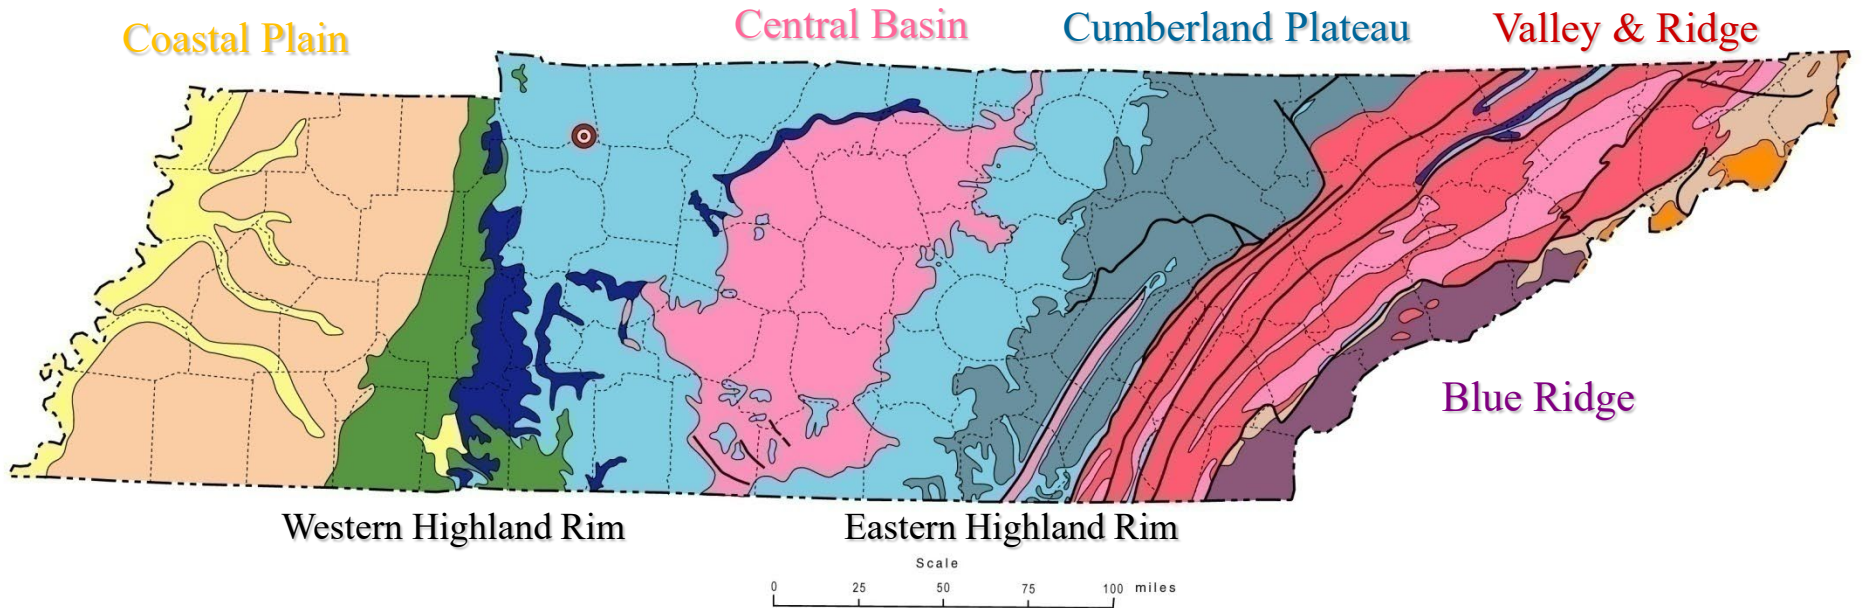 Coastal Plain
Central Basin
Cumberland Plateau
Valley & Ridge
Blue Ridge
Western Highland Rim
Eastern Highland Rim
Scale
0 25 50 75 100 miles